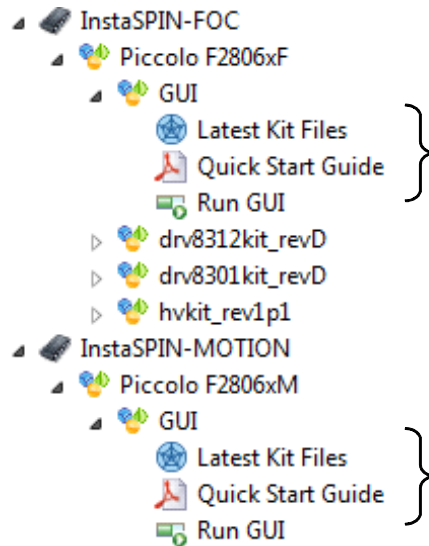 InstaSPIN-FOC
Piccolo F2806xF
GUI
Latest Kit Files
Quick Start Guide
Run GUI
drv8312kit_revD
drv8301kit_revD
hvkit_rev1p1
InstaSPIN-MOTION
Piccolo F2806xM
GUI
Latest Kit Files
Quick Start Guide
Run GUI